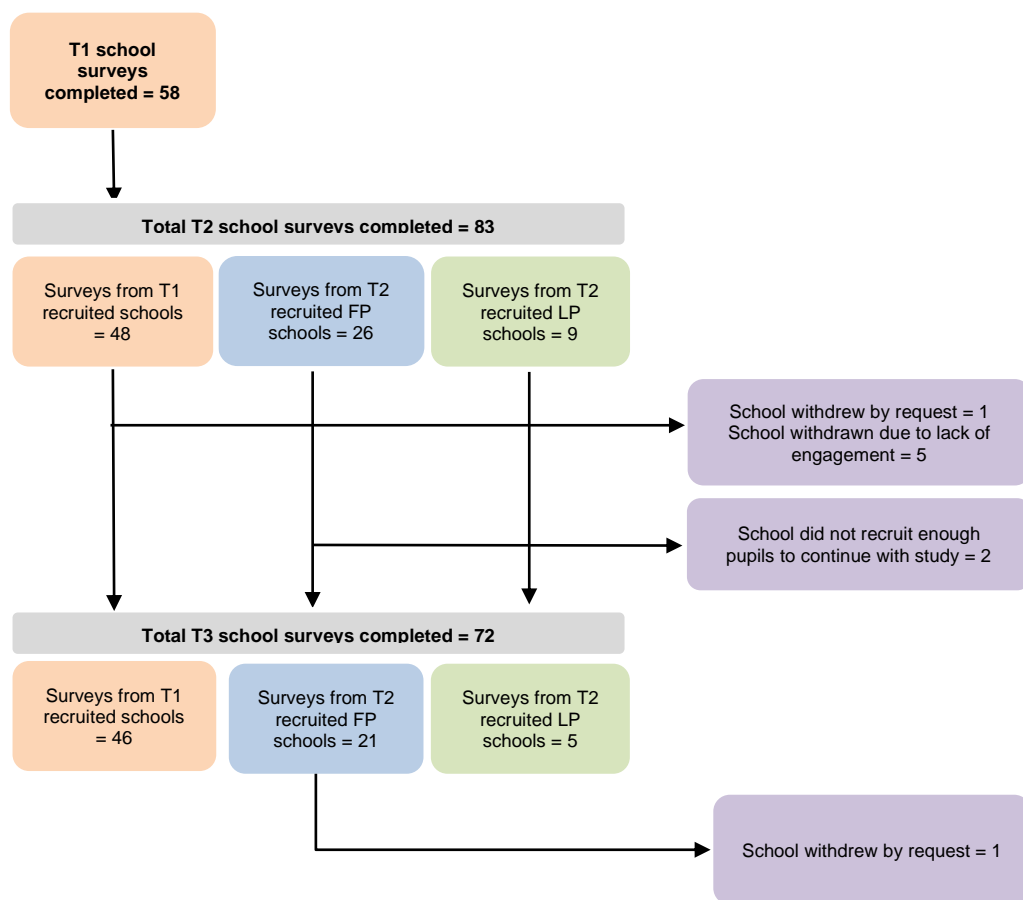 T1 school
surveys
completed = 58
Total T2 school surveys completed = 83
Surveys from T1
recruited schools
= 48
Surveys from T2
recruited FP
schools = 26
Surveys from T2
recruited LP
schools = 9
School withdrew by request = 1
School withdrawn due to lack of
engagement = 5
School did not recruit enough
pupils to continue with study = 2
Total T3 school surveys completed = 72
Surveys from T1
recruited schools
= 46
Surveys from T2
recruited FP
schools = 21
Surveys from T2
recruited LP
schools = 5
School withdrew by request = 1